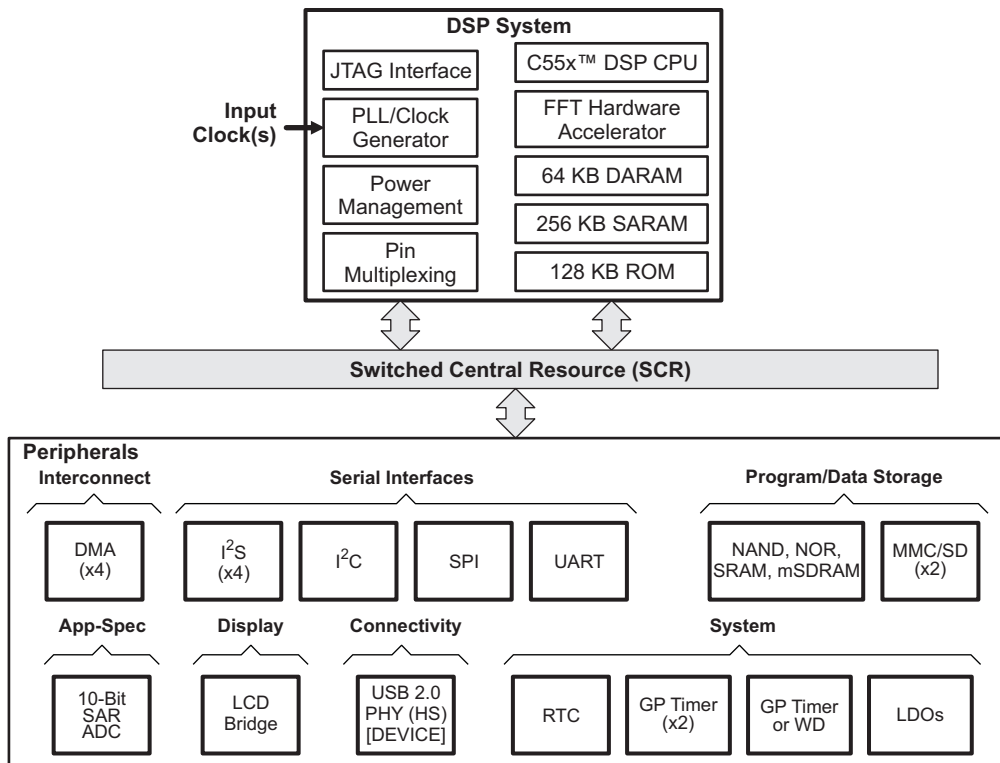 DSP System
JTAG Interface
C55x™ DSP CPU
Input
Clock(s)
PLL/Clock
Generator
FFT Hardware
Accelerator
Power
Management
64 KB DARAM
256 KB SARAM
Pin
Multiplexing
128 KB ROM
Switched Central Resource (SCR)
Peripherals
Interconnect
Serial Interfaces
Program/Data Storage
DMA
(x4)
I²S
(x4)
I²C
SPI
UART
NAND, NOR,
SRAM, mSDRAM
MMC/SD
(x2)
App-Spec
Display
Connectivity
System
10-Bit
SAR
ADC
LCD
Bridge
USB 2.0
PHY (HS)
[DEVICE]
RTC
GP Timer
(x2)
GP Timer
or WD
LDOs